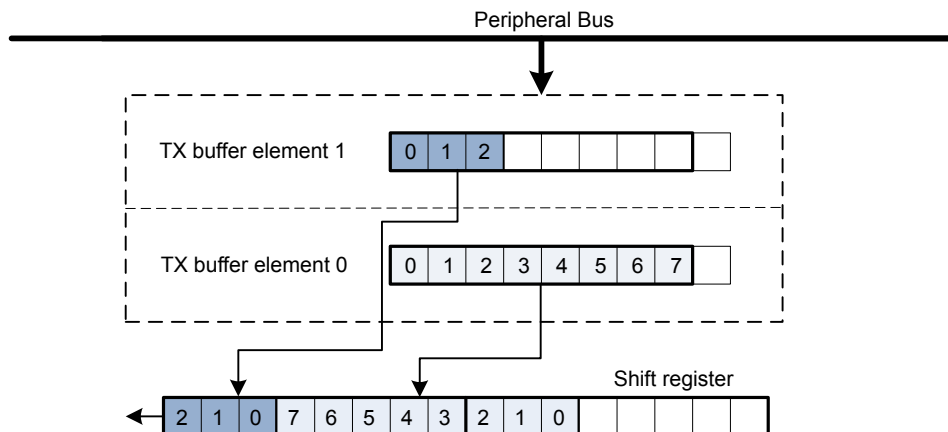 Peripheral Bus
TX buffer element 1 0 1 2
TX buffer element 0 0 1 2 3 4 5 6 7
Shift register
2 1 0 7 6 5 4 3 2 1 0